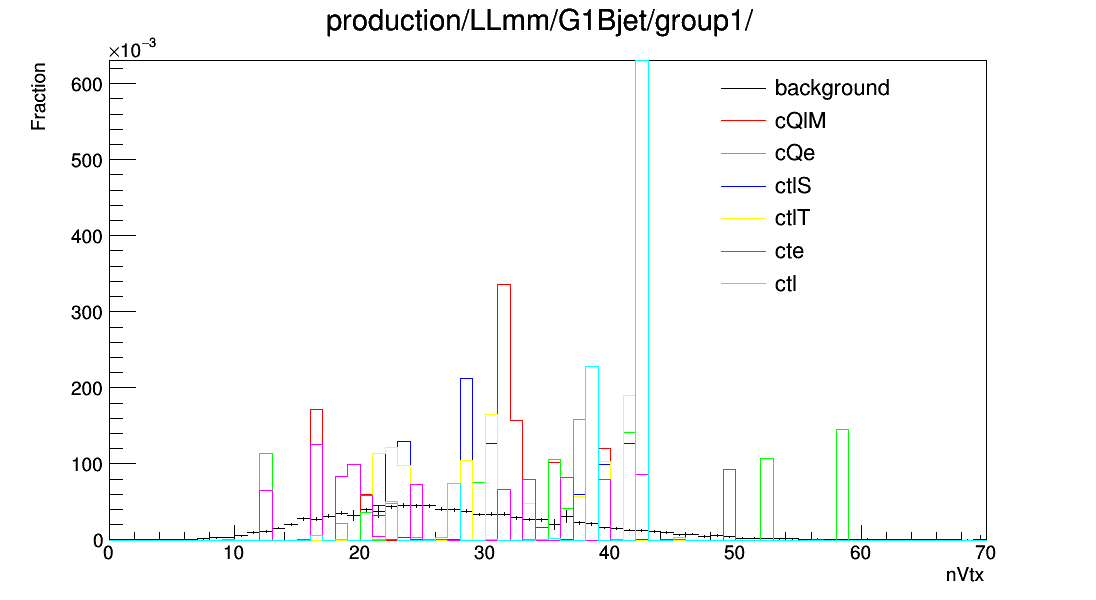 production/LLmm/G1Bjet/group1/
×10⁻³
Fraction
600
500
400
300
200
100
0
background
cQlM
cQe
ctlS
ctlT
cte
ctl
0 10 20 30 40 50 60 70
nVtx